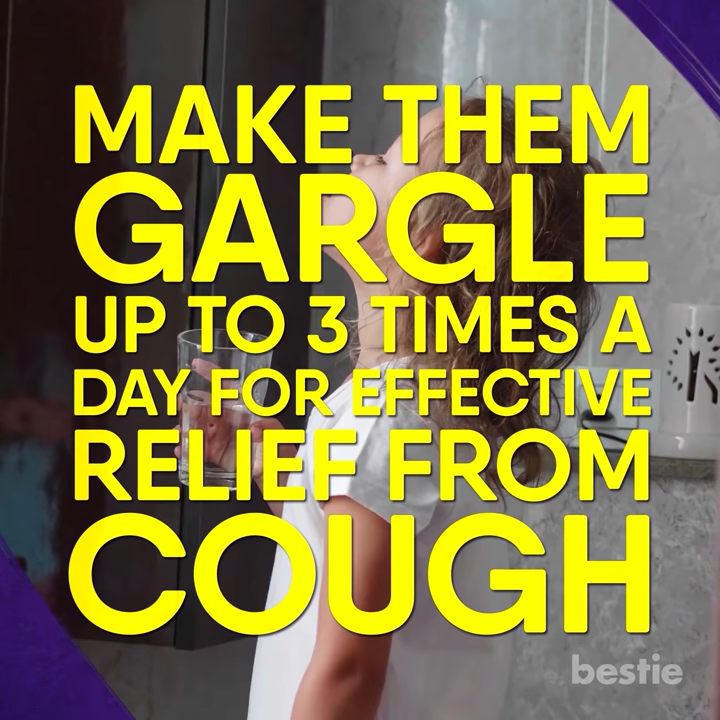 MAKE THEM
GARGLE
UP TO 3 TIMES A
DAY FOR EFFECTIVE
RELIEF FROM
COUGH
bestie